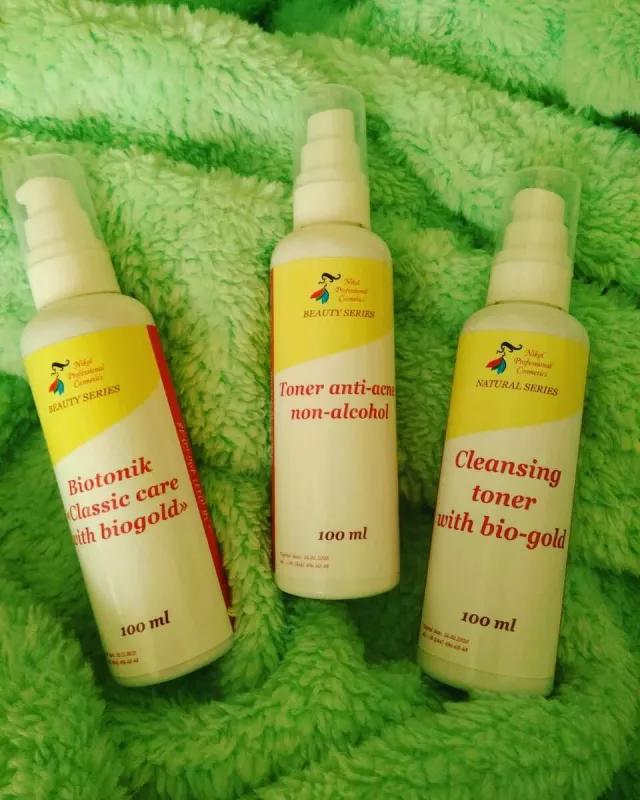 Nikol
Professional
Cosmetics
BEAUTY SERIES
Biotonik
«Classic care
with biogold»
100 ml
Nikol
Professional
Cosmetics
BEAUTY SERIES
Toner anti-acne
non-alcohol
100 ml
Nikol
Professional
Cosmetics
NATURAL SERIES
Cleansing
toner
with bio-gold
100 ml